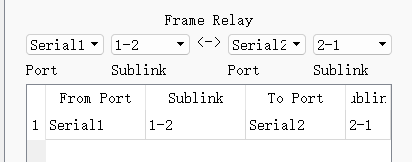 Frame Relay
Serial1 1-2 <-> Serial2 2-1
Port Sublink Port Sublink
From Port Sublink To Port ublin
1 Serial1 1-2 Serial2 2-1